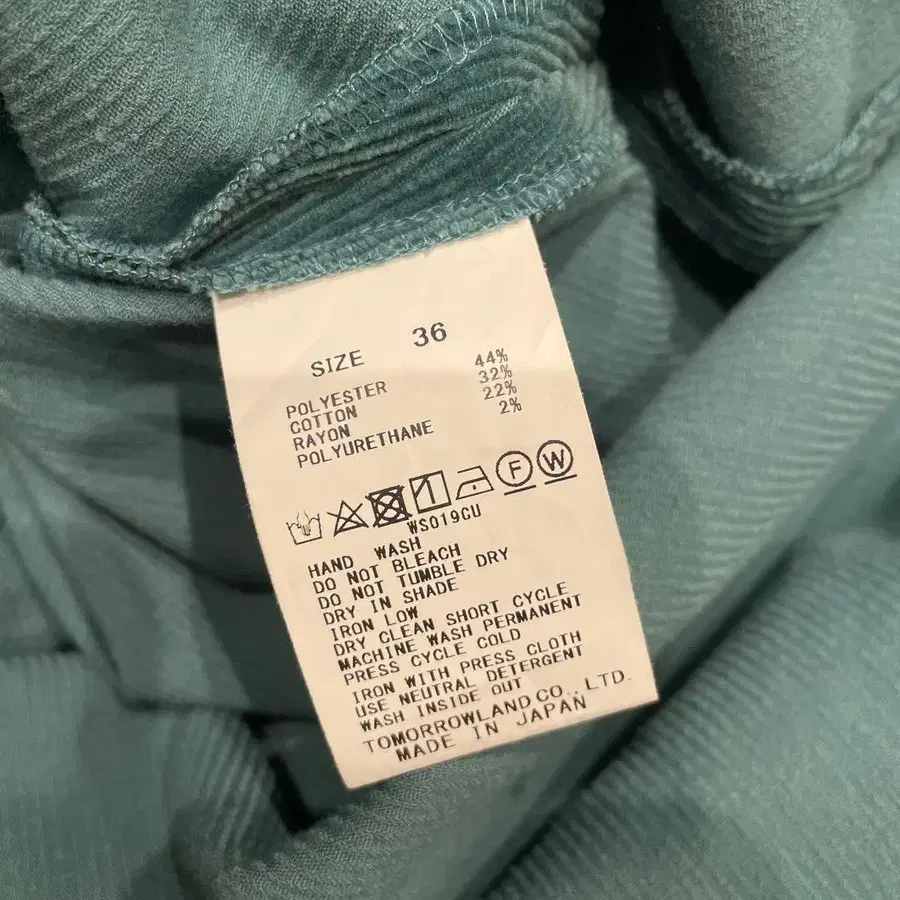 SIZE 36
POLYESTER 44%
COTTON 32%
RAYON 22%
POLYURETHANE 2%
F W
WS019CU
HAND WASH
DO NOT BLEACH
DO NOT TUMBLE DRY
DRY IN SHADE
IRON LOW
DRY CLEAN SHORT CYCLE
MACHINE WASH PERMANENT
PRESS CYCLE COLD
IRON WITH PRESS CLOTH
USE NEUTRAL DETERGENT
WASH INSIDE OUT
TOMORROWLAND CO.,LTD.
MADE IN JAPAN